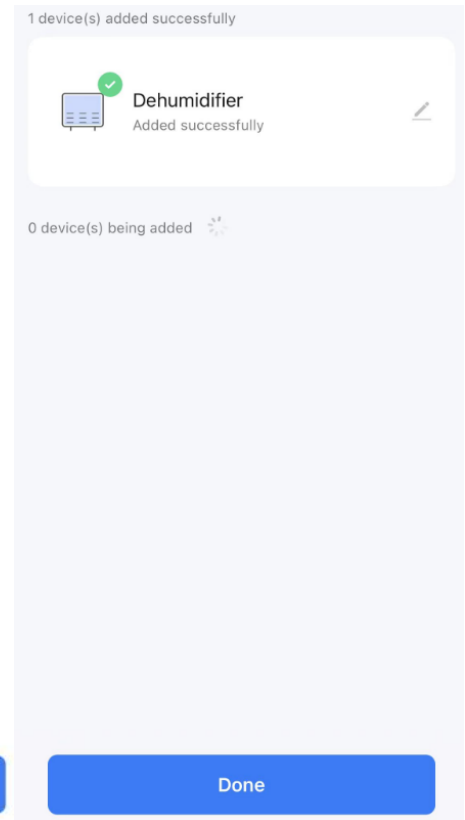 1 device(s) added successfully
Dehumidifier
Added successfully
0 device(s) being added
Done